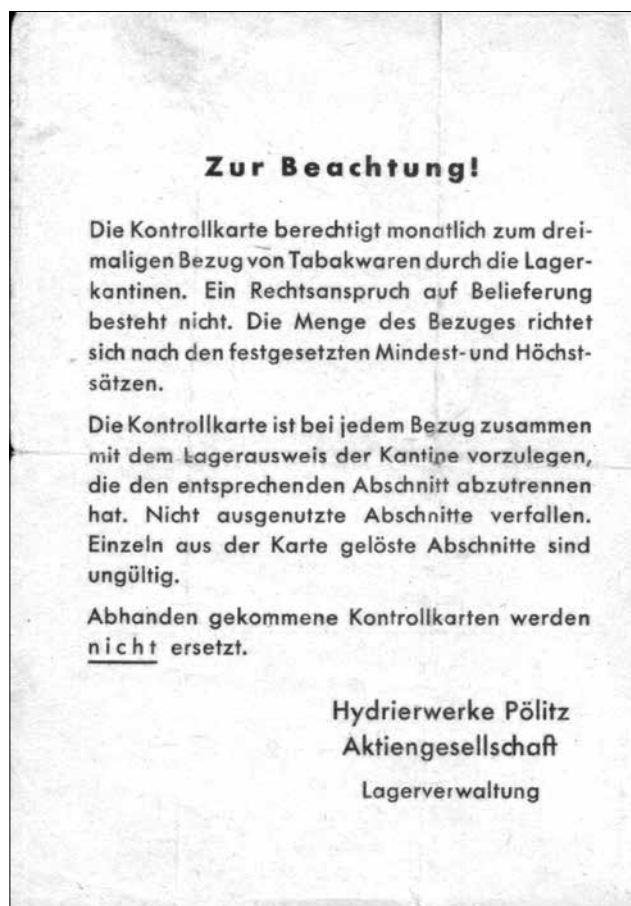 Zur Beachtung!
Die Kontrollkarte berechtigt monatlich zum drei-
maligen Bezug von Tabakwaren durch die Lager-
kantinen. Ein Rechtsanspruch auf Belieferung
besteht nicht. Die Menge des Bezuges richtet
sich nach den festgesetzten Mindest- und Höchst-
sätzen.
Die Kontrollkarte ist bei jedem Bezug zusammen
mit dem Lagerausweis der Kantine vorzulegen,
die den entsprechenden Abschnitt abzutrennen
hat. Nicht ausgenutzte Abschnitte verfallen.
Einzeln aus der Karte gelöste Abschnitte sind
ungültig.
Abhanden gekommene Kontrollkarten werden
nicht ersetzt.
Hydrierwerke Pölitz
Aktiengesellschaft
Lagerverwaltung